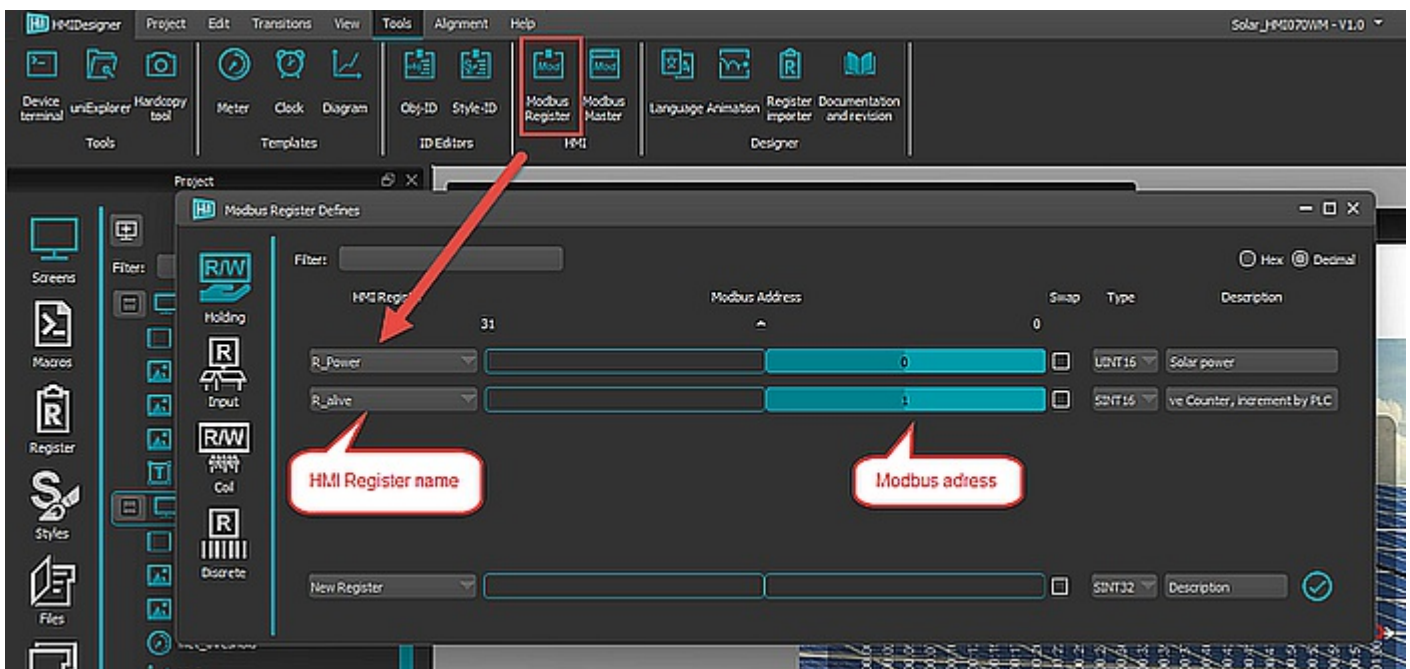 HMIDesigner Project Edit Transitions View Tools Alignment Help Solar_HMI070WM - V1.0
Device terminal
uniExplorer
Hardcopy tool
Meter
Clock
Diagram
Obj-ID
Style-ID
Modbus Register
Modbus Master
Language
Animation
Register importer
Documentation and revision
Tools Templates ID Editors HMI Designer
Project
Modbus Register Defines
Screens
Macros
Register
Styles
Files
Filter:
R/W
Holding
R
Input
R/W
Coil
R
Discrete
Filter:
Hex Decimal
HMI Register Modbus Address Swap Type Description
31 0
R_Power 0 UINT16 Solar power
R_alive 1 SINT16 ve Counter, increment by PLC
HMI Register name
Modbus adress
New Register SINT32 Description